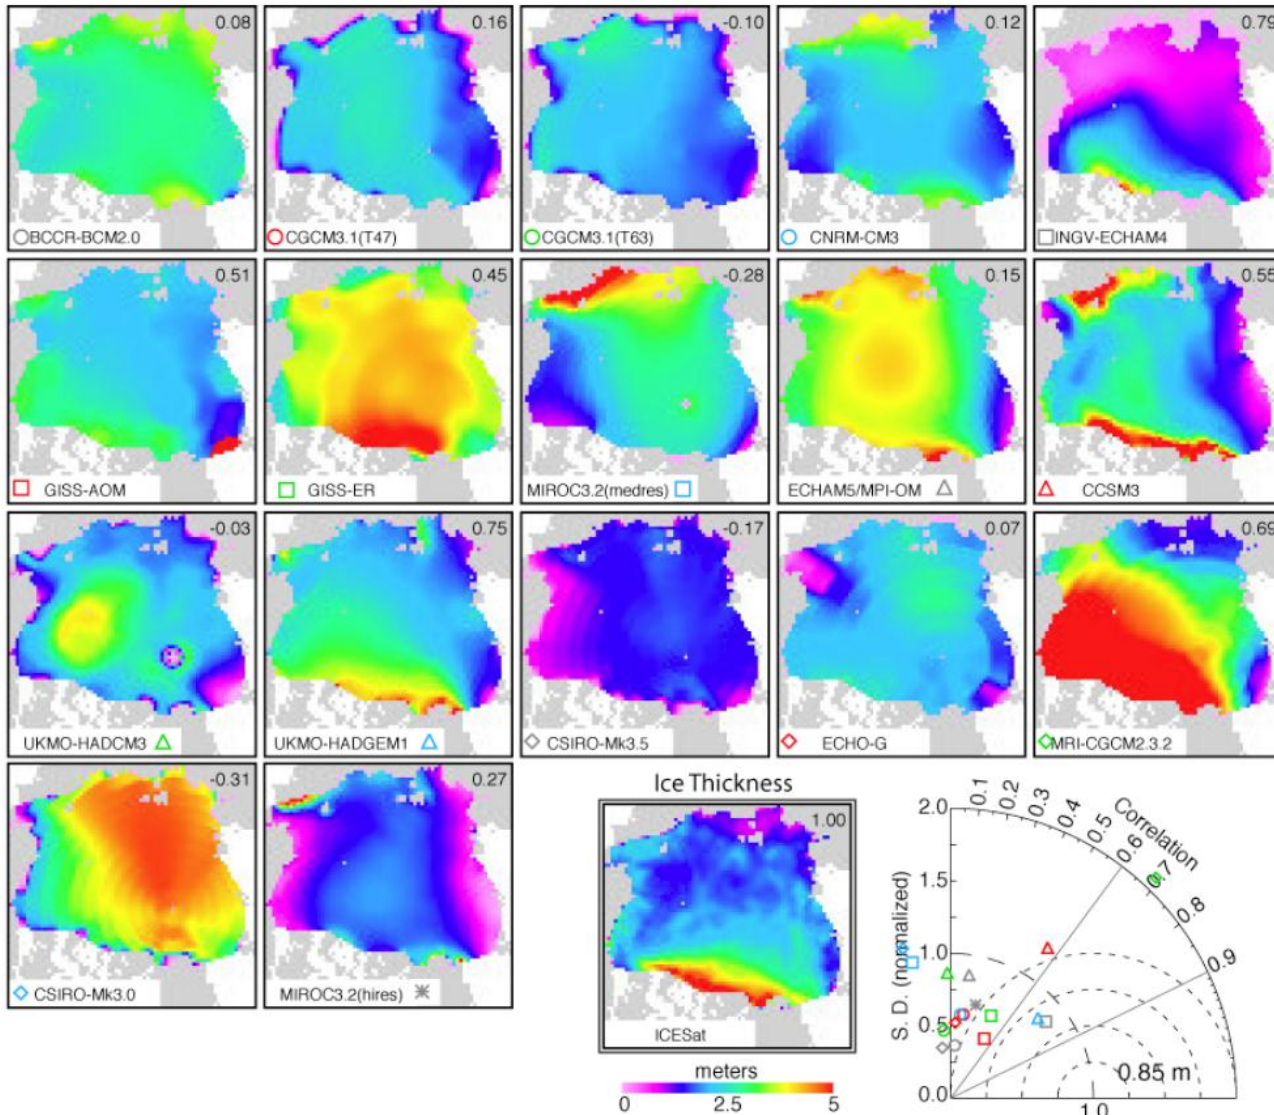 0.08
0.16
-0.10
0.12
0.79
BCCR-BCM2.0
CGCM3.1(T47)
CGCM3.1(T63)
CNRM-CM3
INGV-ECHAM4
0.51
0.45
-0.28
0.15
0.55
GISS-AOM
GISS-ER
MIROC3.2(medres)
ECHAM5/MPI-OM
CCSM3
-0.03
0.75
-0.17
0.07
0.69
UKMO-HADCM3
UKMO-HADGEM1
CSIRO-Mk3.5
ECHO-G
MRI-CGCM2.3.2
-0.31
0.27
CSIRO-Mk3.0
MIROC3.2(hires)
Ice Thickness
1.00
ICESat
meters
0
2.5
5
2.0
1.5
1.0
0.5
0.0
S. D. (normalized)
0.1
0.2
0.3
0.4
0.5
0.6
0.7
0.8
0.9
Correlation
0.85 m
1.0